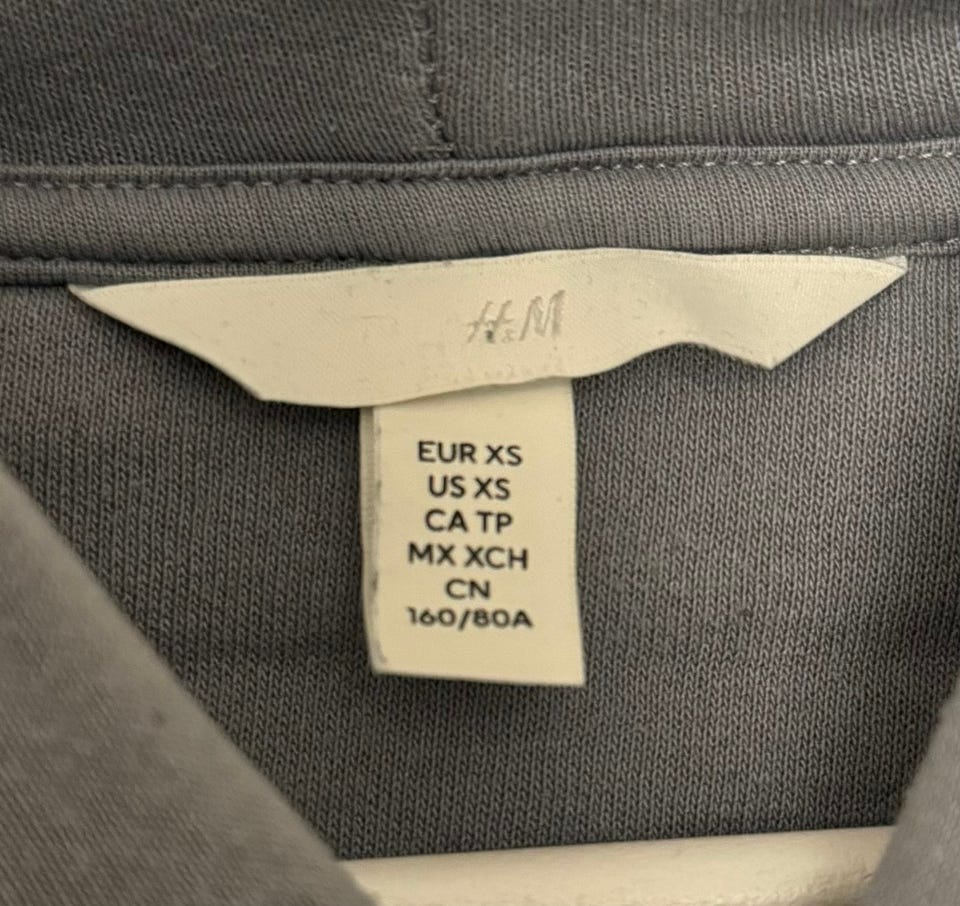 H&M
EUR XS
US XS
CA TP
MX XCH
CN
160/80A